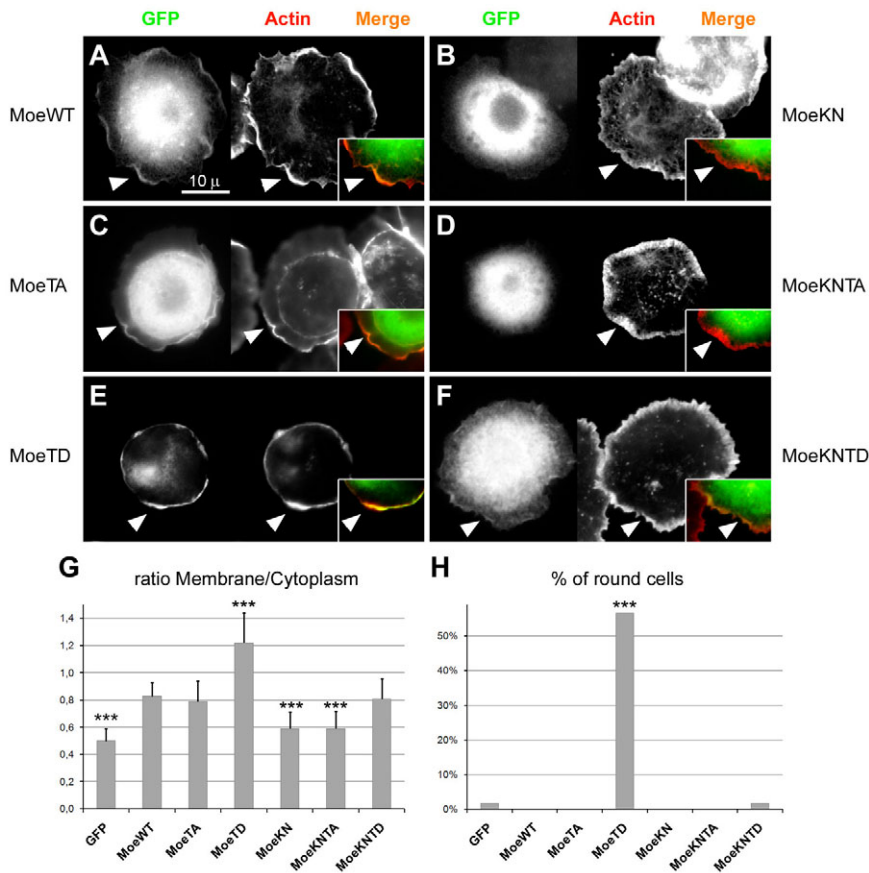 GFP Actin Merge GFP Actin Merge
A B
MoeWT MoeKN
10 µ
C D
MoeTA MoeKNTA
E F
MoeTD MoeKNTD
G ratio Membrane/Cytoplasm
1,4
1,2
1,0
0,8
0,6
0,4
0,2
0,0
*** *** *** ***
GFP MoeWT MoeTA MoeTD MoeKN MoeKNTA MoeKNTD
H % of round cells
50%
40%
30%
20%
10%
0%
***
GFP MoeWT MoeTA MoeTD MoeKN MoeKNTA MoeKNTD